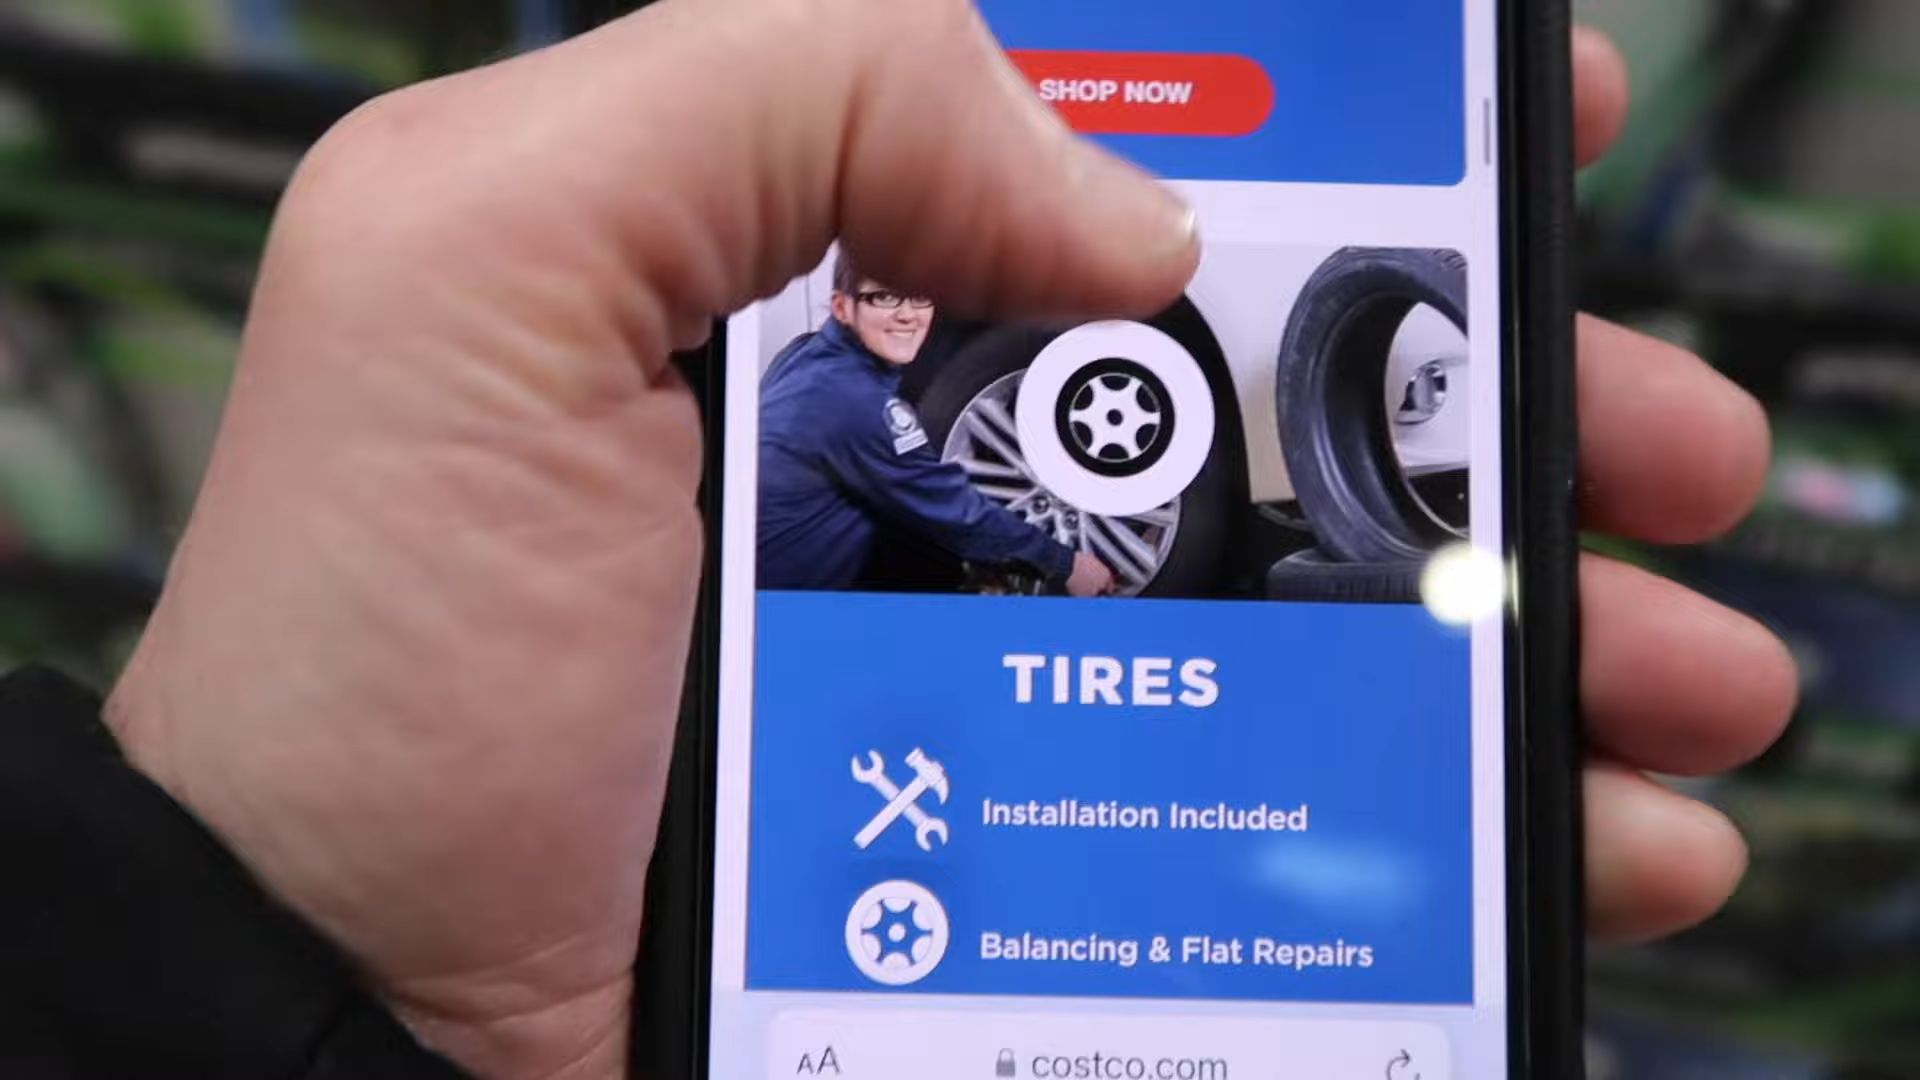 SHOP NOW
TIRES
Installation Included
Balancing & Flat Repairs
AA
costco.com